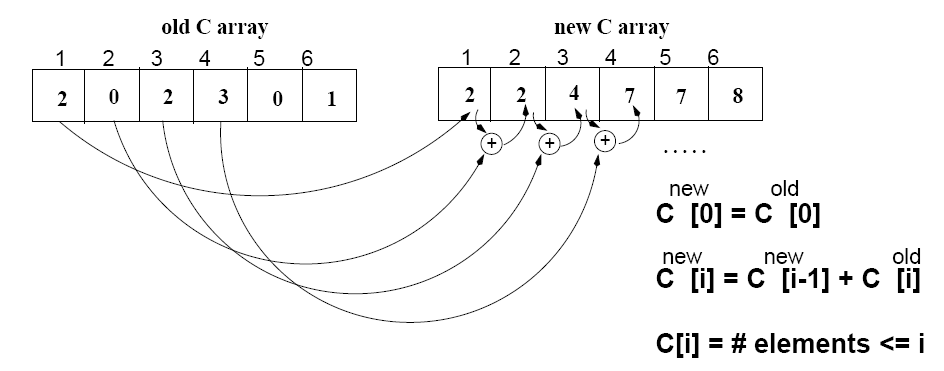 old C array new C array
1 2 3 4 5 6 1 2 3 4 5 6
2 0 2 3 0 1 2 2 4 7 7 8
+ + +
.....
new old
C [0] = C [0]
new new old
C [i] = C [i-1] + C [i]
C[i] = # elements <= i